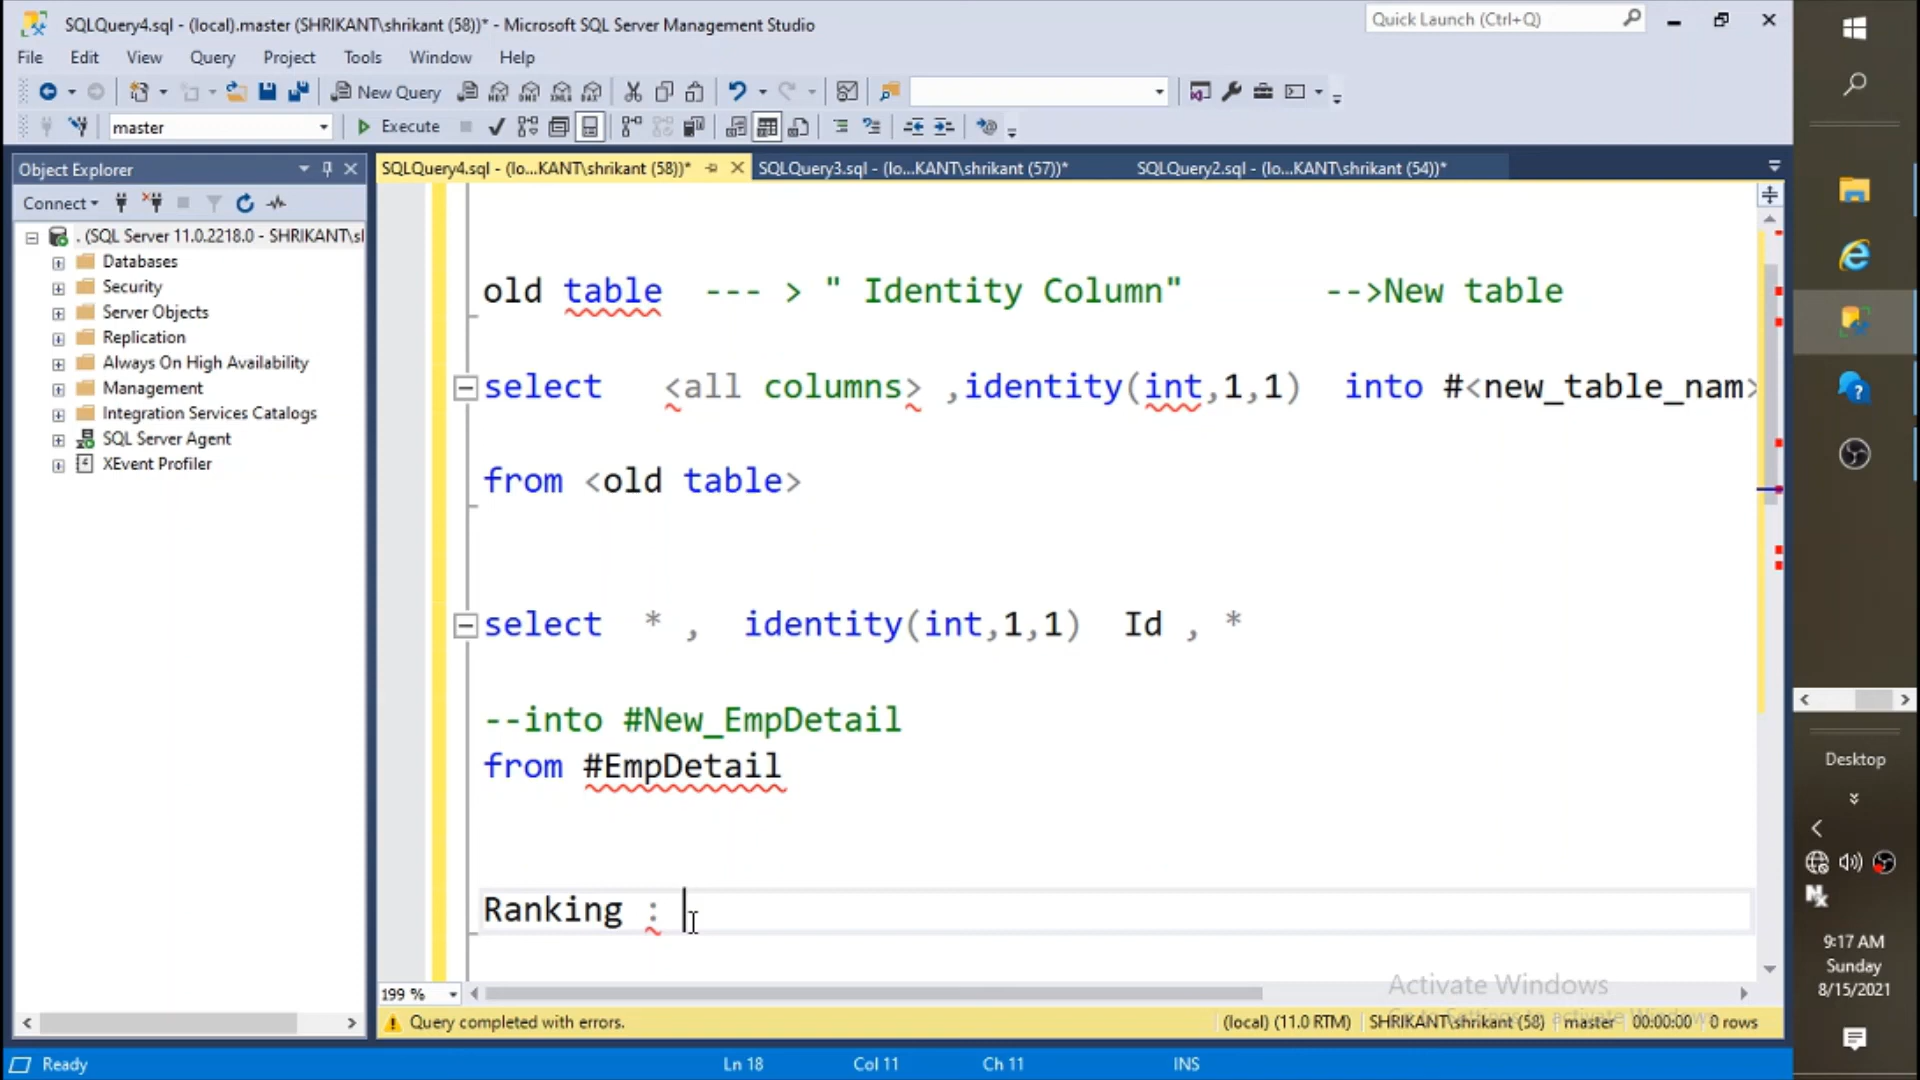 SQLQuery4.sql - (local).master (SHRIKANT\shrikant (58))* - Microsoft SQL Server Management Studio
Quick Launch (Ctrl+Q)
File Edit View Query Project Tools Window Help
New Query
master
Execute
Object Explorer
SQLQuery4.sql - (lo...KANT\shrikant (58))*
SQLQuery3.sql - (lo...KANT\shrikant (57))*
SQLQuery2.sql - (lo...KANT\shrikant (54))*
Connect
. (SQL Server 11.0.2218.0 - SHRIKANT\sl
Databases
Security
Server Objects
Replication
Always On High Availability
Management
Integration Services Catalogs
SQL Server Agent
XEvent Profiler
old table --- > " Identity Column" -->New table
select <all columns> ,identity(int,1,1) into #<new_table_nam>
from <old table>
select * , identity(int,1,1) Id , *
--into #New_EmpDetail
from #EmpDetail
Ranking :
199 %
Activate Windows
Go to Settings to activate Windows.
Query completed with errors.
(local) (11.0 RTM) SHRIKANT\shrikant (58) master 00:00:00 0 rows
Ready
Ln 18
Col 11
Ch 11
INS
Desktop
9:17 AM
Sunday
8/15/2021